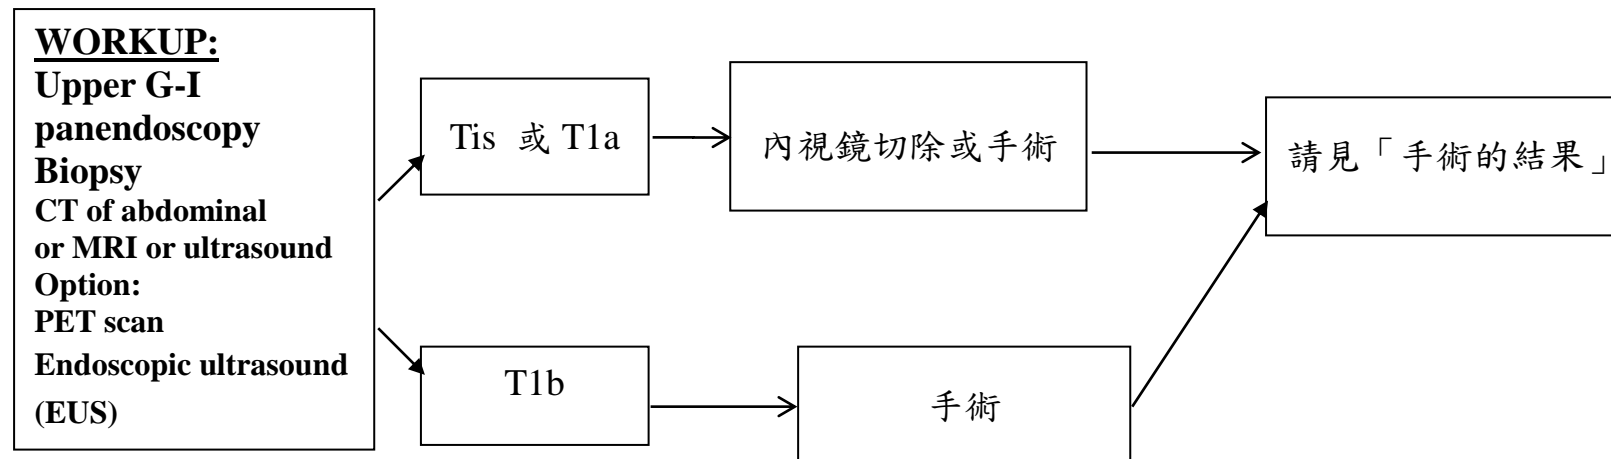 WORKUP:
Upper G-I
panendoscopy
Biopsy
CT of abdominal
or MRI or ultrasound
Option:
PET scan
Endoscopic ultrasound
(EUS)
Tis 或 T1a
內視鏡切除或手術
請見「手術的結果」
T1b
手術